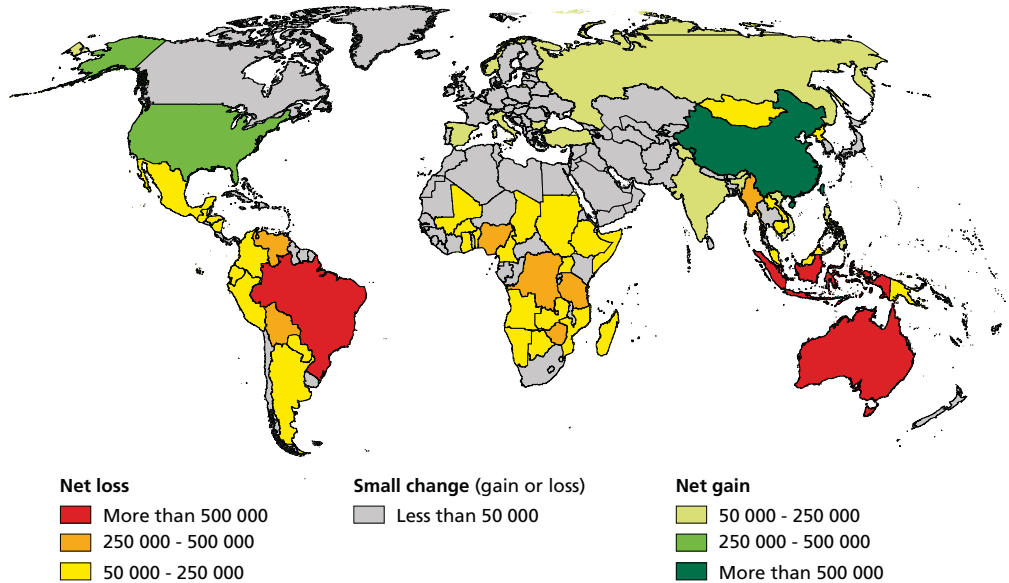 Net loss
More than 500 000
250 000 - 500 000
50 000 - 250 000
Small change (gain or loss)
Less than 50 000
Net gain
50 000 - 250 000
250 000 - 500 000
More than 500 000